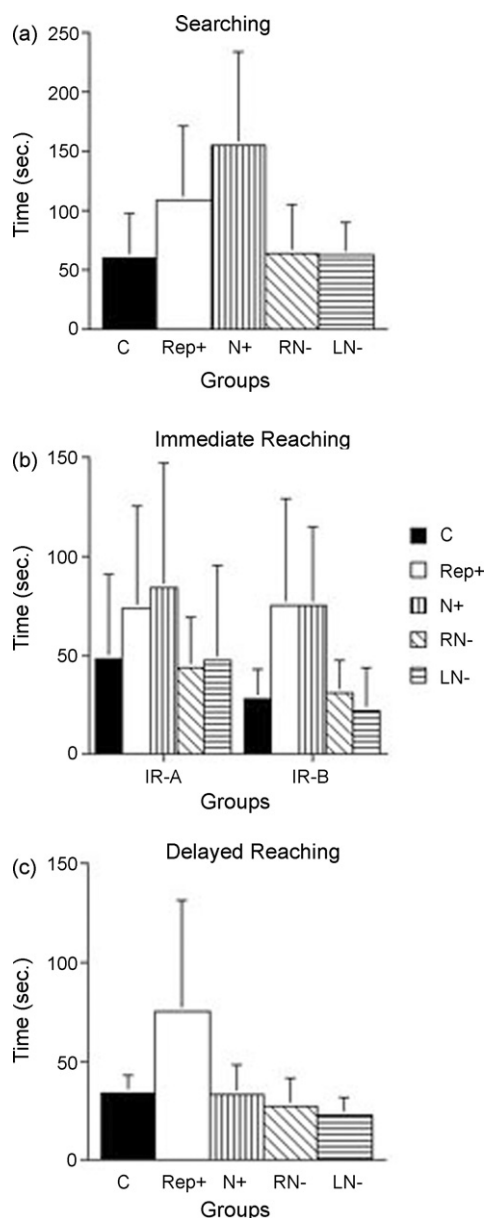 (a) Searching
250
200
150
100
50
0
Time (sec.)
C Rep+ N+ RN- LN-
Groups
(b) Immediate Reaching
150
100
50
0
Time (sec.)
IR-A IR-B
Groups
C
Rep+
N+
RN-
LN-
(c) Delayed Reaching
150
100
50
0
Time (sec.)
C Rep+ N+ RN- LN-
Groups